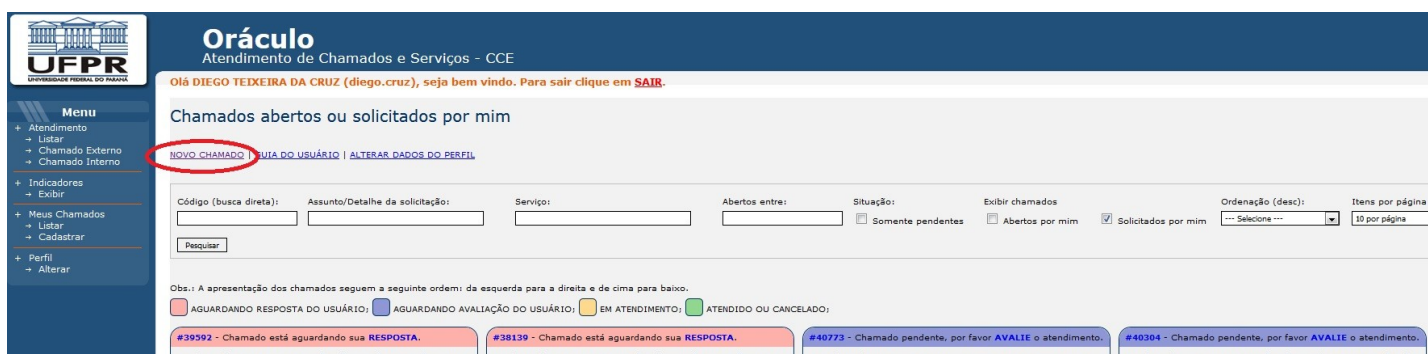 UFPR
UNIVERSIDADE FEDERAL DO PARANÁ
Oráculo
Atendimento de Chamados e Serviços - CCE
Olá DIEGO TEIXEIRA DA CRUZ (diego.cruz), seja bem vindo. Para sair clique em SAIR.
Menu
+ Atendimento
→ Listar
→ Chamado Externo
→ Chamado Interno
+ Indicadores
→ Exibir
+ Meus Chamados
→ Listar
→ Cadastrar
+ Perfil
→ Alterar
Chamados abertos ou solicitados por mim
NOVO CHAMADO | GUIA DO USUÁRIO | ALTERAR DADOS DO PERFIL
Código (busca direta): Assunto/Detalhe da solicitação: Serviço: Abertos entre: Situação: Exibir chamados Ordenação (desc): Itens por página
Somente pendentes Abertos por mim Solicitados por mim --- Selecione --- 10 por página
Pesquisar
Obs.: A apresentação dos chamados seguem a seguinte ordem: da esquerda para a direita e de cima para baixo.
AGUARDANDO RESPOSTA DO USUÁRIO; AGUARDANDO AVALIAÇÃO DO USUÁRIO; EM ATENDIMENTO; ATENDIDO OU CANCELADO;
#39592 - Chamado está aguardando sua RESPOSTA. #38139 - Chamado está aguardando sua RESPOSTA. #40773 - Chamado pendente, por favor AVALIE o atendimento. #40304 - Chamado pendente, por favor AVALIE o atendimento.